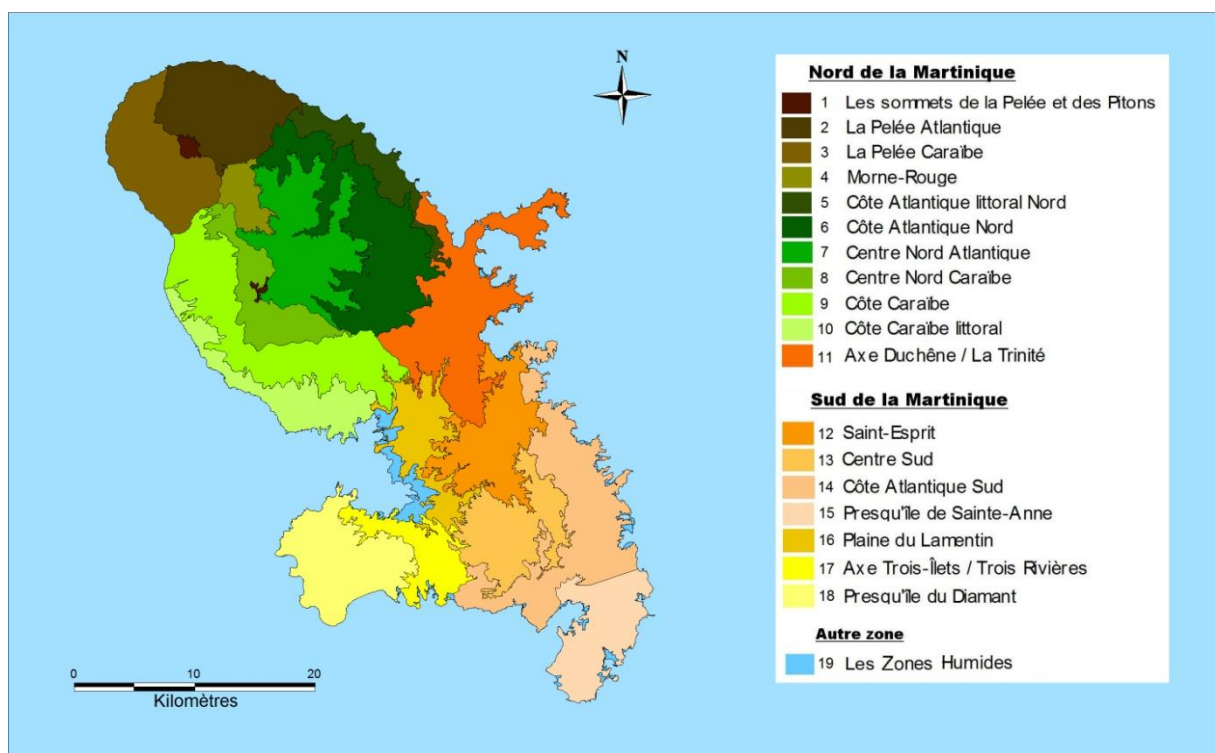 N
Nord de la Martinique
1 Les sommets de la Pelée et des Pitons
2 La Pelée Atlantique
3 La Pelée Caraïbe
4 Morne-Rouge
5 Côte Atlantique littoral Nord
6 Côte Atlantique Nord
7 Centre Nord Atlantique
8 Centre Nord Caraïbe
9 Côte Caraïbe
10 Côte Caraïbe littoral
11 Axe Duchêne / La Trinité
Sud de la Martinique
12 Saint-Esprit
13 Centre Sud
14 Côte Atlantique Sud
15 Presqu'île de Sainte-Anne
16 Plaine du Lamentin
17 Axe Trois-Îlets / Trois Rivières
18 Presqu'île du Diamant
Autre zone
19 Les Zones Humides
0 10 20
Kilomètres